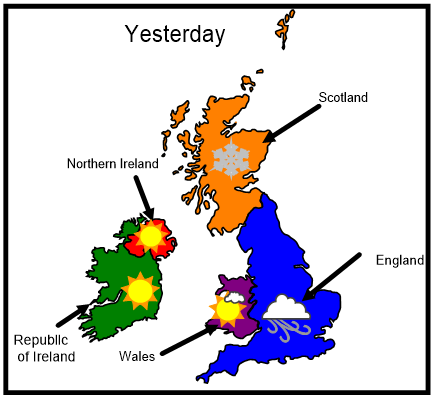 Yesterday
Scotland
Northern Ireland
England
Republic
of Ireland
Wales